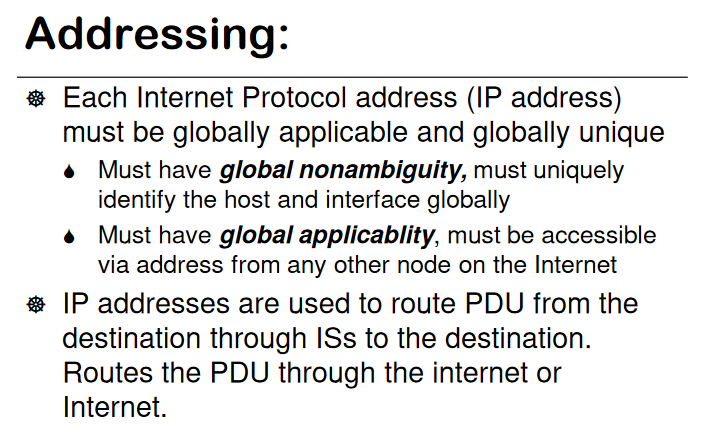 Addressing:
Each Internet Protocol address (IP address)
must be globally applicable and globally unique
Must have global nonambiguity, must uniquely
identify the host and interface globally
Must have global applicablity, must be accessible
via address from any other node on the Internet
IP addresses are used to route PDU from the
destination through ISs to the destination.
Routes the PDU through the internet or
Internet.